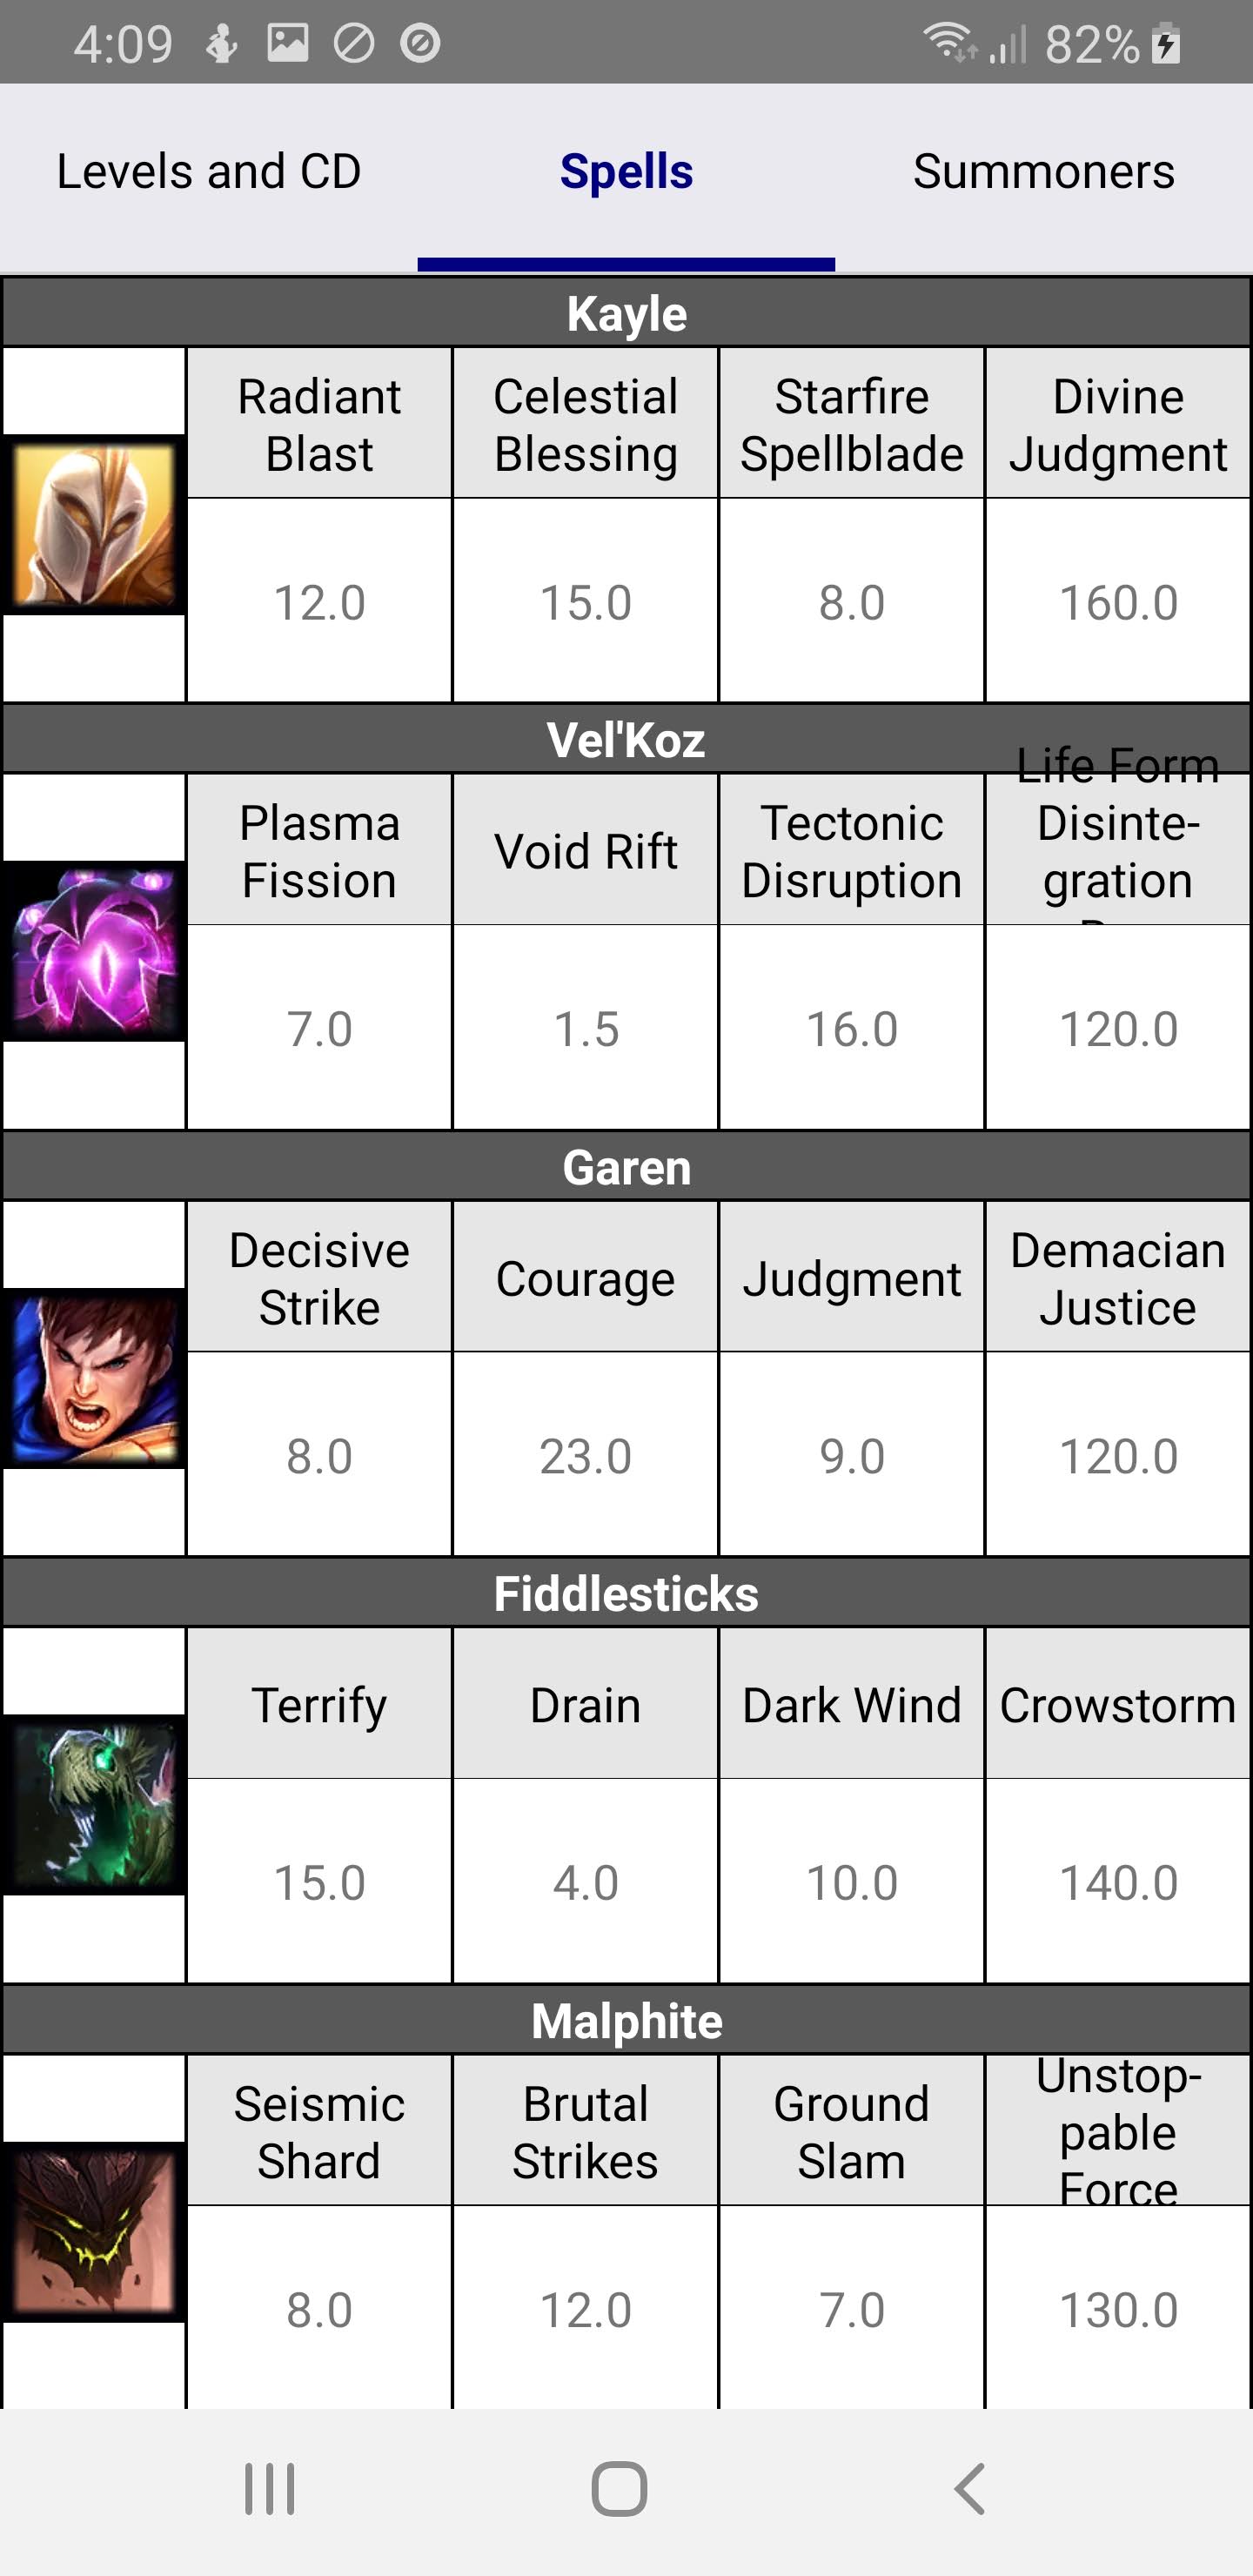 4:09
82%
Levels and CD
Spells
Summoners
Kayle
Radiant
Blast
Celestial
Blessing
Starfire
Spellblade
Divine
Judgment
12.0
15.0
8.0
160.0
Vel'Koz
Plasma
Fission
Void Rift
Tectonic
Disruption
Life Form
Disinte-
gration
7.0
1.5
16.0
120.0
Garen
Decisive
Strike
Courage
Judgment
Demacian
Justice
8.0
23.0
9.0
120.0
Fiddlesticks
Terrify
Drain
Dark Wind
Crowstorm
15.0
4.0
10.0
140.0
Malphite
Seismic
Shard
Brutal
Strikes
Ground
Slam
Unstop-
pable
Force
8.0
12.0
7.0
130.0